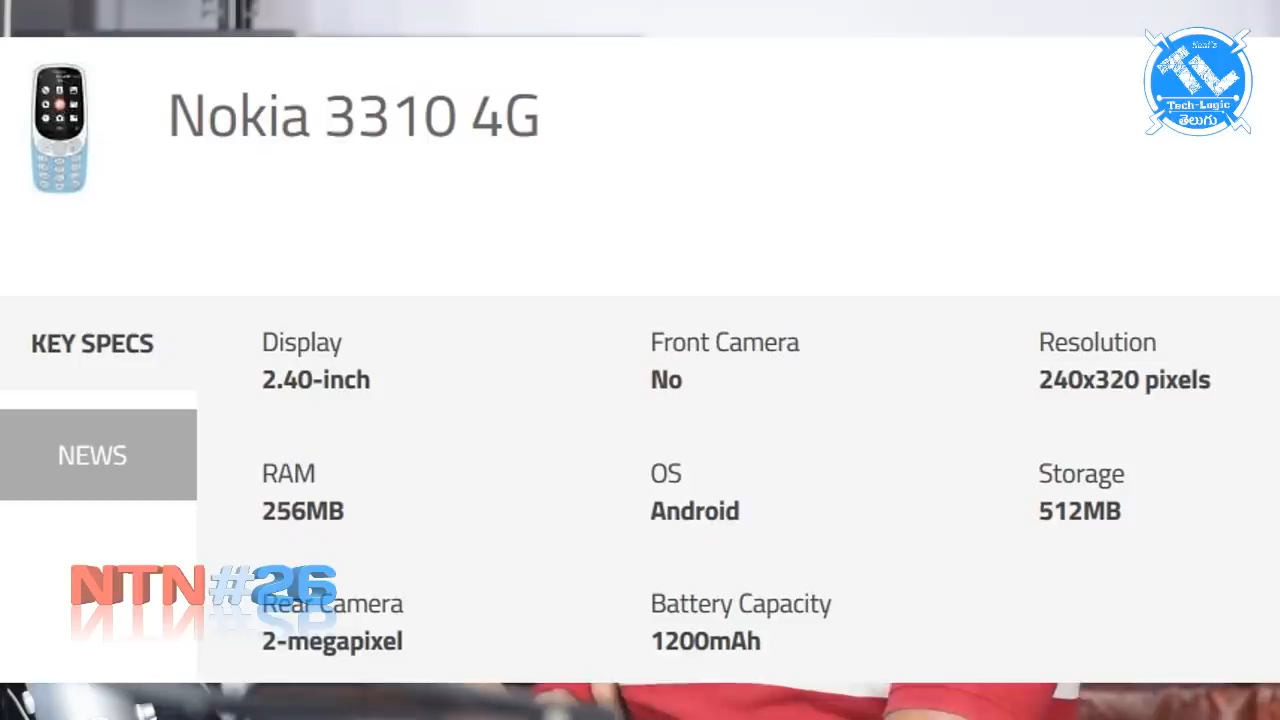 Nokia 3310 4G
Tech-Logic
తెలుగు
KEY SPECS
NEWS
Display
2.40-inch
Front Camera
No
Resolution
240x320 pixels
RAM
256MB
OS
Android
Storage
512MB
NTN#26
Rear Camera
2-megapixel
Battery Capacity
1200mAh